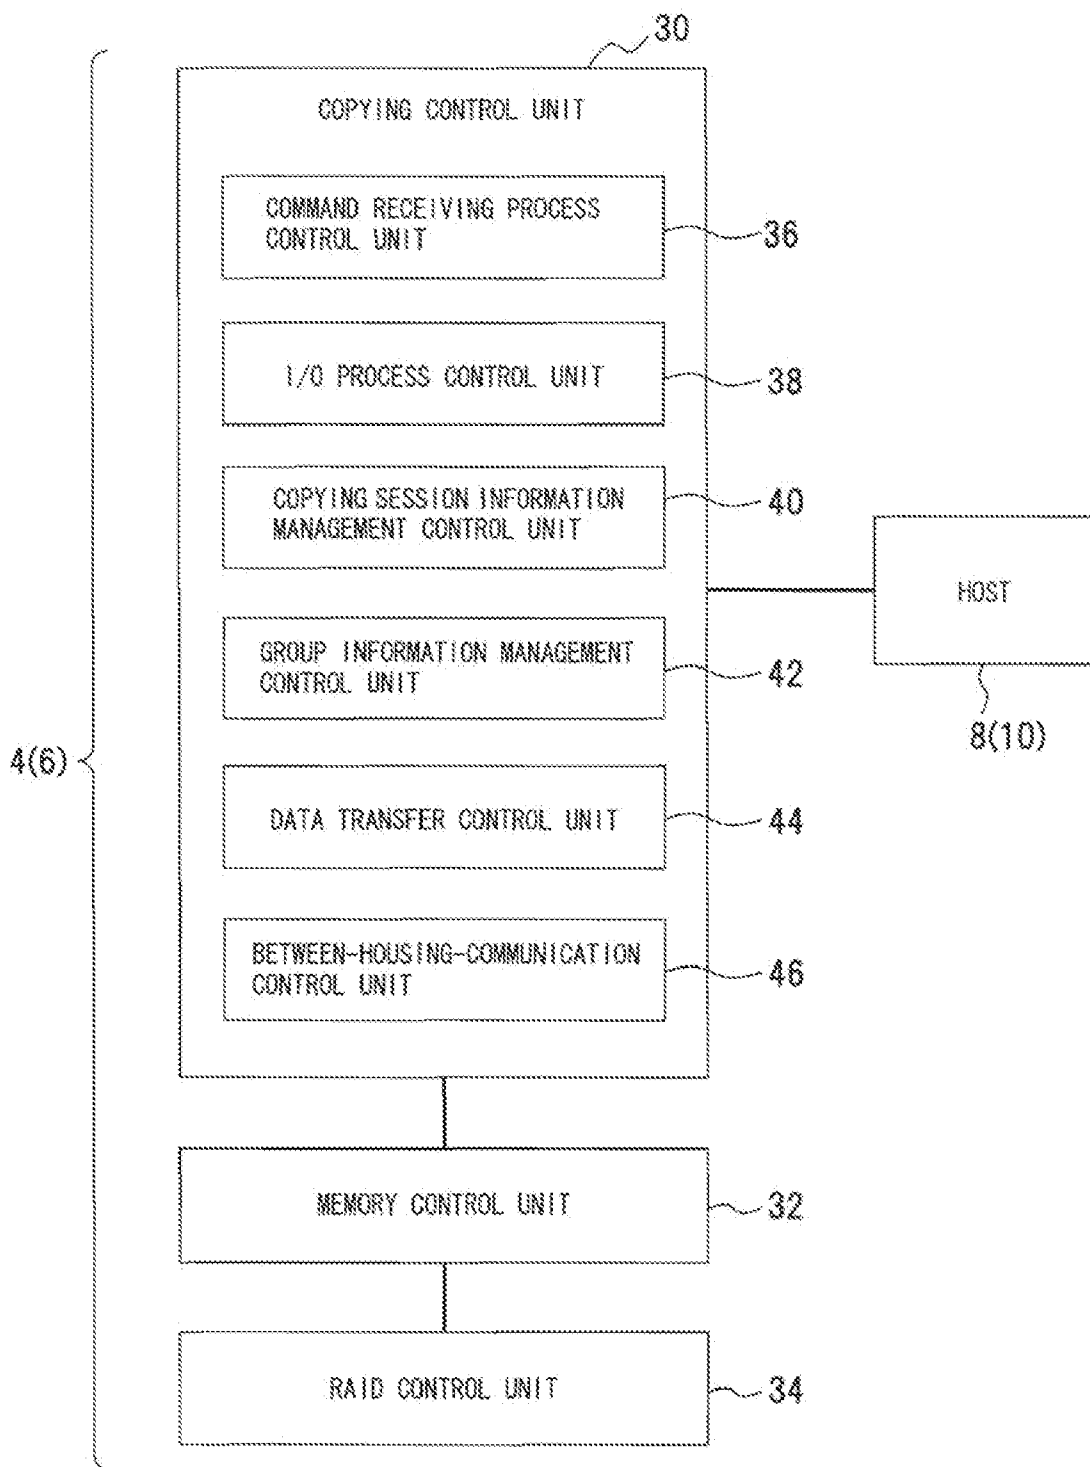 30
COPYING CONTROL UNIT
COMMAND RECEIVING PROCESS
CONTROL UNIT
36
I/O PROCESS CONTROL UNIT
38
COPYING SESSION INFORMATION
MANAGEMENT CONTROL UNIT
40
HOST
8(10)
GROUP INFORMATION MANAGEMENT
CONTROL UNIT
42
4(6)
DATA TRANSFER CONTROL UNIT
44
BETWEEN-HOUSING-COMMUNICATION
CONTROL UNIT
46
MEMORY CONTROL UNIT
32
RAID CONTROL UNIT
34